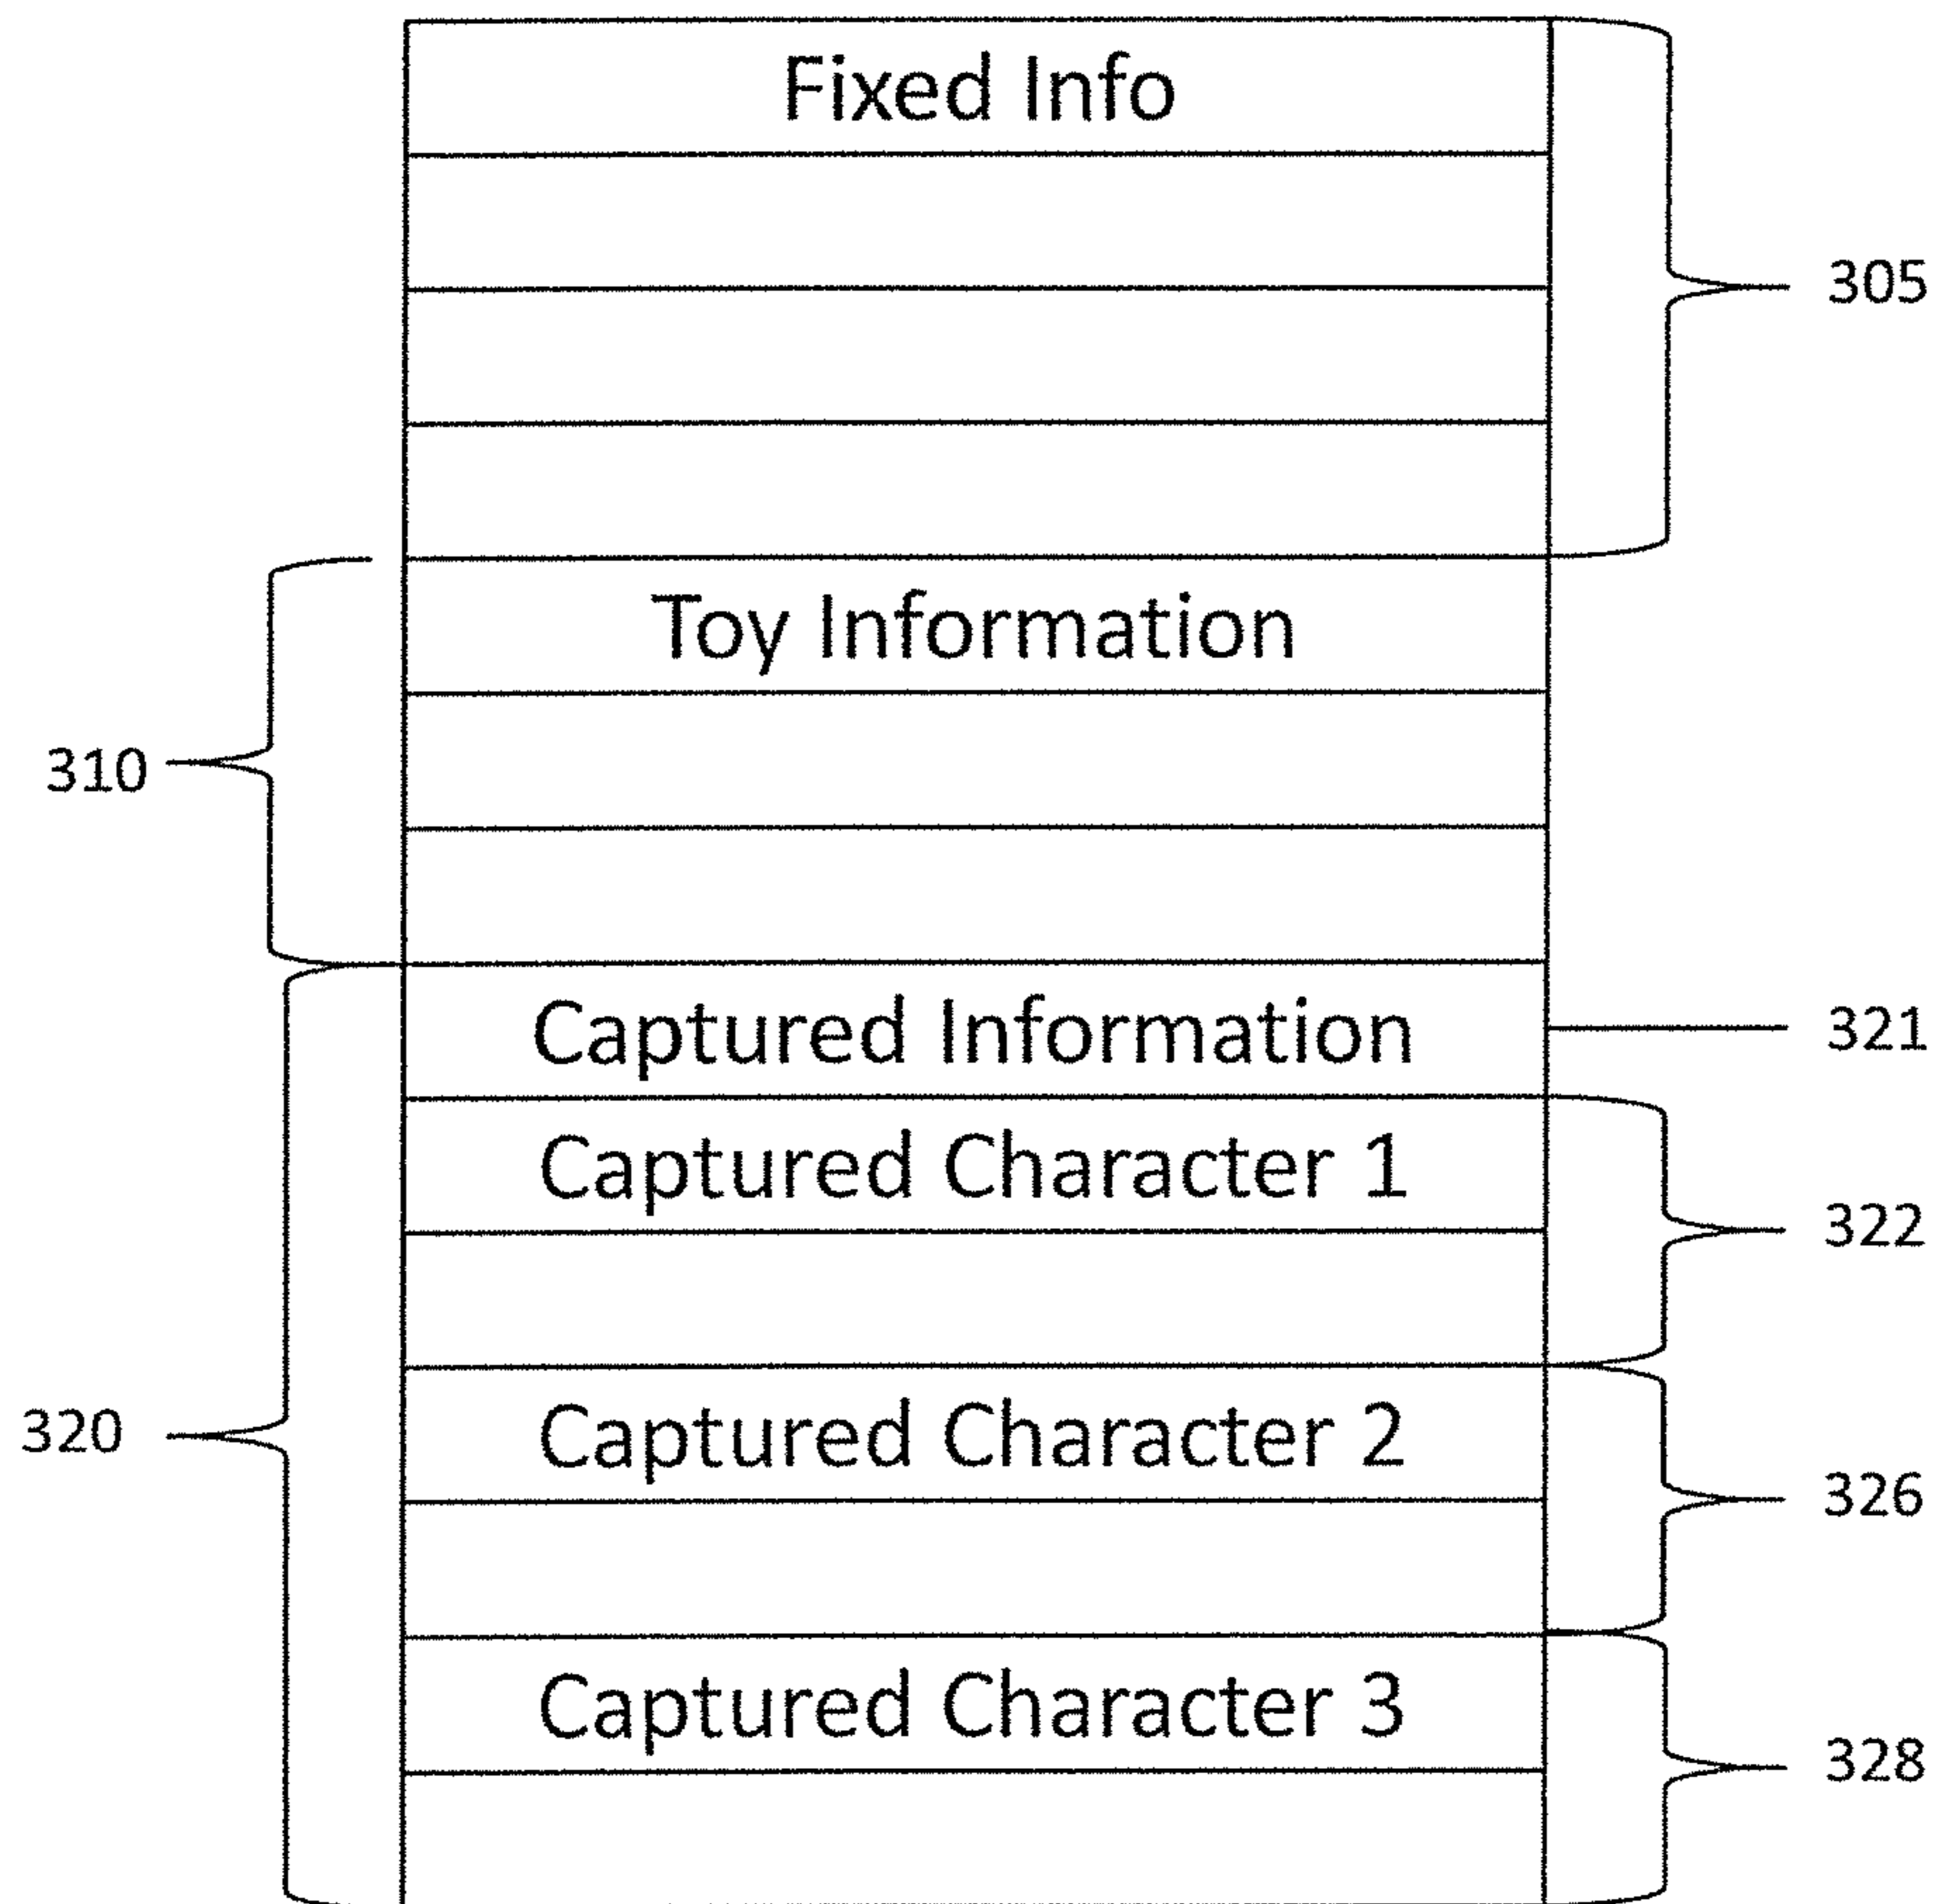 Fixed Info
305
Toy Information
310
Captured Information
321
Captured Character 1
322
320
Captured Character 2
326
Captured Character 3
328